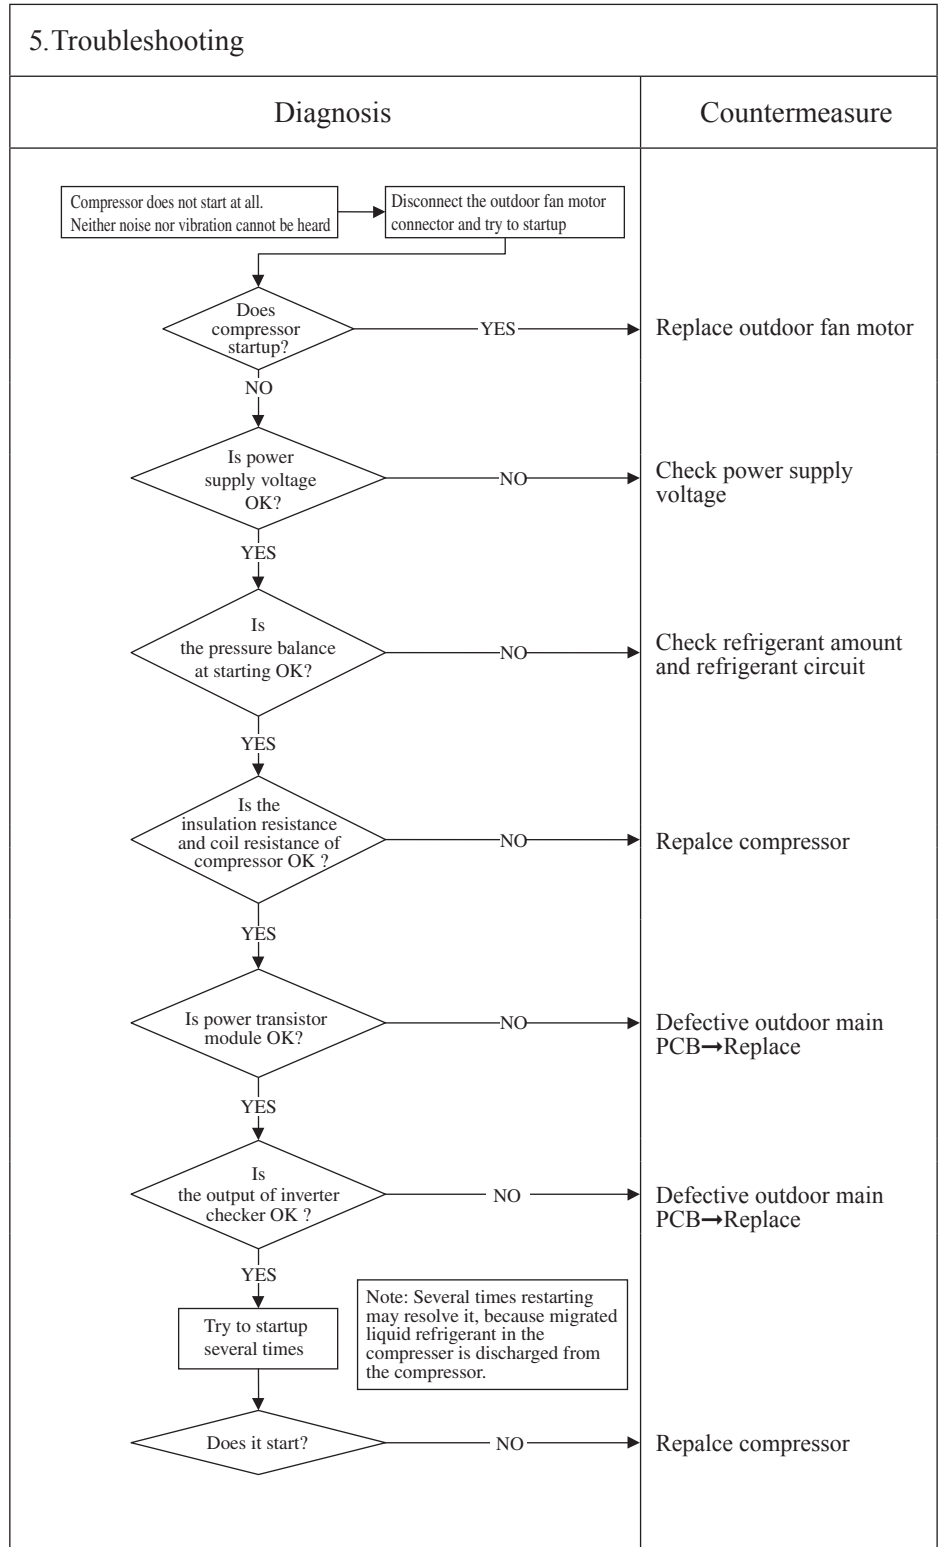 5.Troubleshooting
Diagnosis
Countermeasure
Compressor does not start at all.
Neither noise nor vibration cannot be heard
Disconnect the outdoor fan motor
connector and try to startup
Does
compressor
startup?
YES
Replace outdoor fan motor
NO
Is power
supply voltage
OK?
NO
Check power supply
voltage
YES
Is
the pressure balance
at starting OK?
NO
Check refrigerant amount
and refrigerant circuit
YES
Is the
insulation resistance
and coil resistance of
compressor OK ?
NO
Repalce compressor
YES
Is power transistor
module OK?
NO
Defective outdoor main
PCB→Replace
YES
Is
the output of inverter
checker OK ?
NO
Defective outdoor main
PCB→Replace
YES
Try to startup
several times
Note: Several times restarting
may resolve it, because migrated
liquid refrigerant in the
compresser is discharged from
the compressor.
Does it start?
NO
Repalce compressor